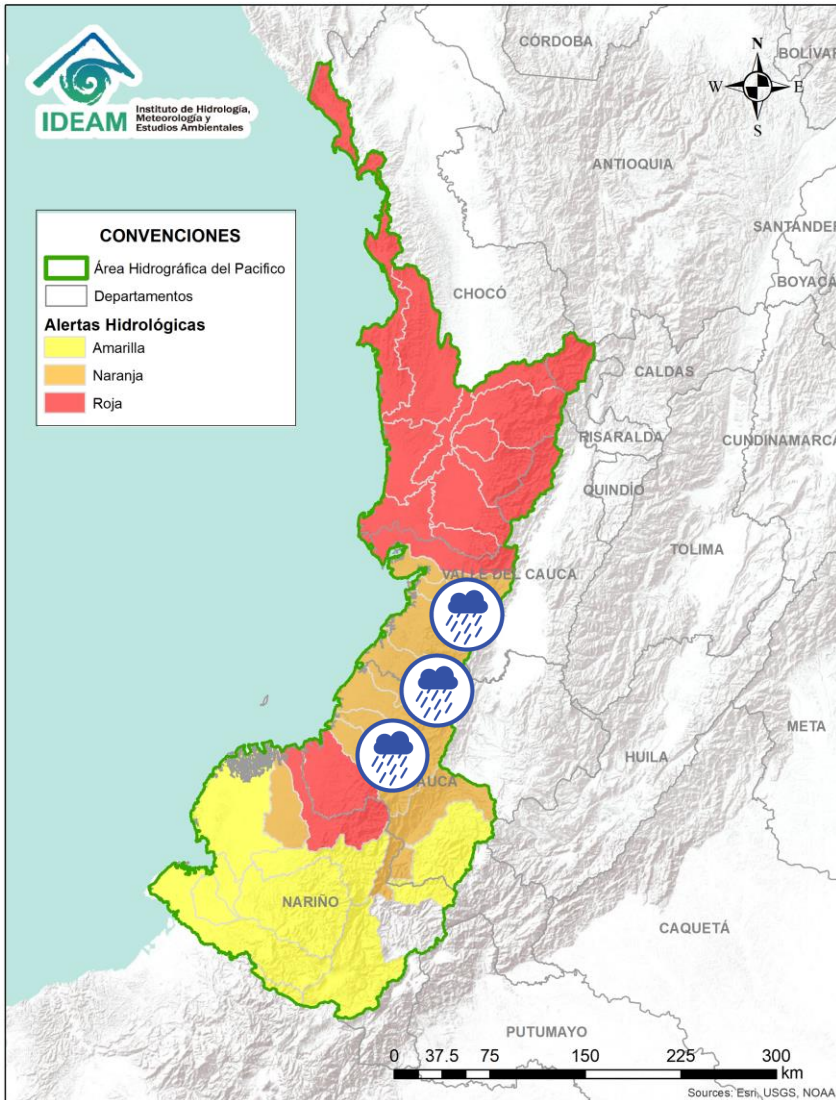 CÓRDOBA
BOLÍVAR
N
W
E
S
IDEAM
Instituto de Hidrología,
Meteorología y
Estudios Ambientales
ANTIOQUIA
SANTANDER
CONVENCIONES
Área Hidrográfica del Pacifico
Departamentos
Alertas Hidrológicas
Amarilla
Naranja
Roja
BOYACÁ
CHOCÓ
CALDAS
RISARALDA
CUNDINAMARCA
QUINDÍO
TOLIMA
VALLE DEL CAUCA
META
HUILA
AUCA
NARIÑO
CAQUETÁ
PUTUMAYO
0 37.5 75 150 225 300
km
Sources: Esri, USGS, NOAA